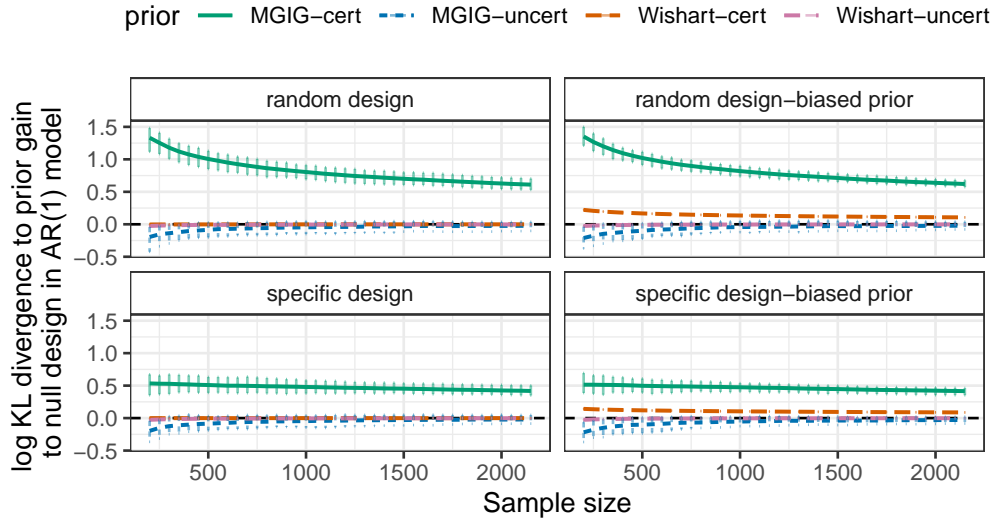 prior MGIG−cert MGIG−uncert Wishart−cert Wishart−uncert
log KL divergence to prior gain
to null design in AR(1) model
random design
random design−biased prior
1.5
1.0
0.5
0.0
−0.5
specific design
specific design−biased prior
1.5
1.0
0.5
0.0
−0.5
500 1000 1500 2000 500 1000 1500 2000
Sample size